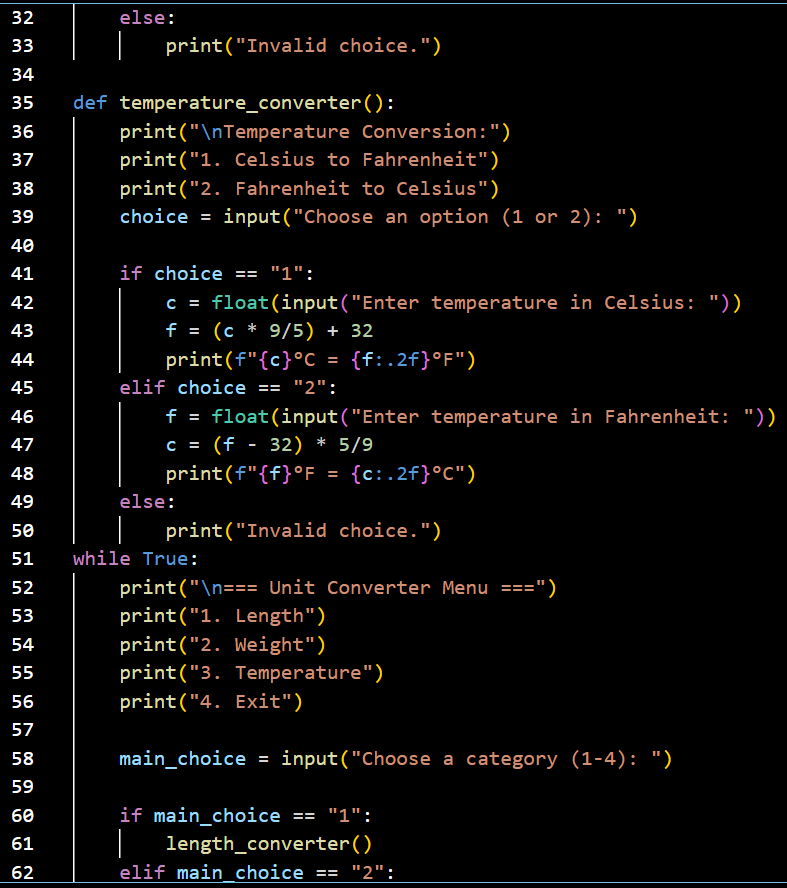 32 else:
33 print("Invalid choice.")
34
35 def temperature_converter():
36 print("\nTemperature Conversion:")
37 print("1. Celsius to Fahrenheit")
38 print("2. Fahrenheit to Celsius")
39 choice = input("Choose an option (1 or 2): ")
40
41 if choice == "1":
42 c = float(input("Enter temperature in Celsius: "))
43 f = (c * 9/5) + 32
44 print(f"{c}°C = {f:.2f}°F")
45 elif choice == "2":
46 f = float(input("Enter temperature in Fahrenheit: "))
47 c = (f - 32) * 5/9
48 print(f"{f}°F = {c:.2f}°C")
49 else:
50 print("Invalid choice.")
51 while True:
52 print("\n=== Unit Converter Menu ===")
53 print("1. Length")
54 print("2. Weight")
55 print("3. Temperature")
56 print("4. Exit")
57
58 main_choice = input("Choose a category (1-4): ")
59
60 if main_choice == "1":
61 length_converter()
62 elif main_choice == "2":